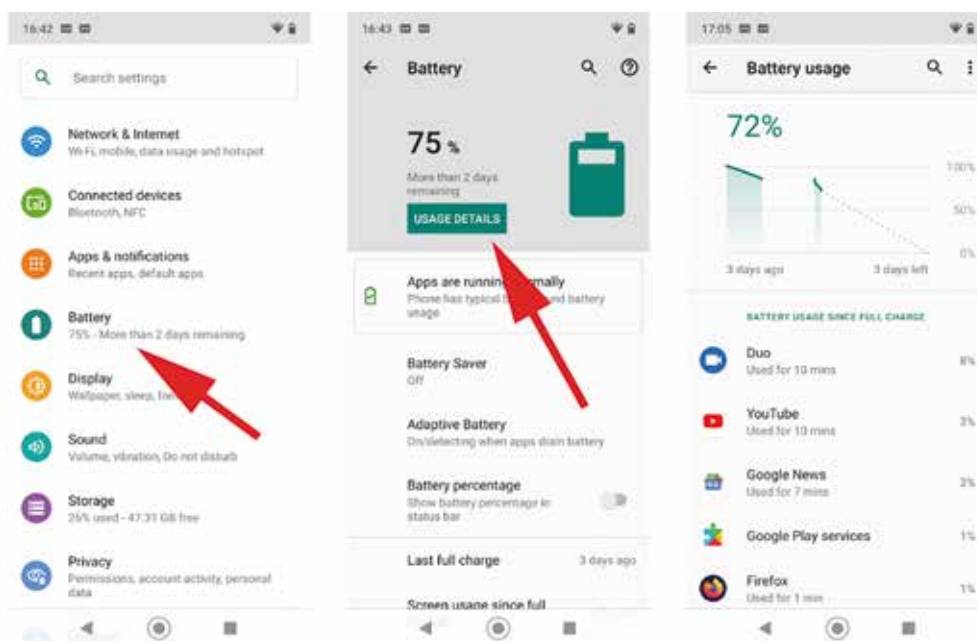 16:42
Search settings
Network & Internet
Wi-Fi, mobile, data usage and hotspot
Connected devices
Bluetooth, NFC
Apps & notifications
Recent apps, default apps
Battery
75% - More than 2 days remaining
Display
Wallpaper, sleep,
Sound
Volume, vibration, Do not disturb
Storage
26% used - 47.31 GB free
Privacy
Permissions, account activity, personal
data
16:43
Battery
75 %
More than 2 days
remaining
USAGE DETAILS
Apps are running normally
Phone has typical battery
usage
Battery Saver
Off
Adaptive Battery
On/detecting when apps drain battery
Battery percentage
Show battery percentage in
status bar
Last full charge 3 days ago
Screen usage since full
17:05
Battery usage
72%
100%
50%
0%
3 days ago 3 days left
BATTERY USAGE SINCE FULL CHARGE
Duo 8%
Used for 10 mins
YouTube 3%
Used for 10 mins
Google News 2%
Used for 7 mins
Google Play services 1%
Firefox 1%
Used for 1 min